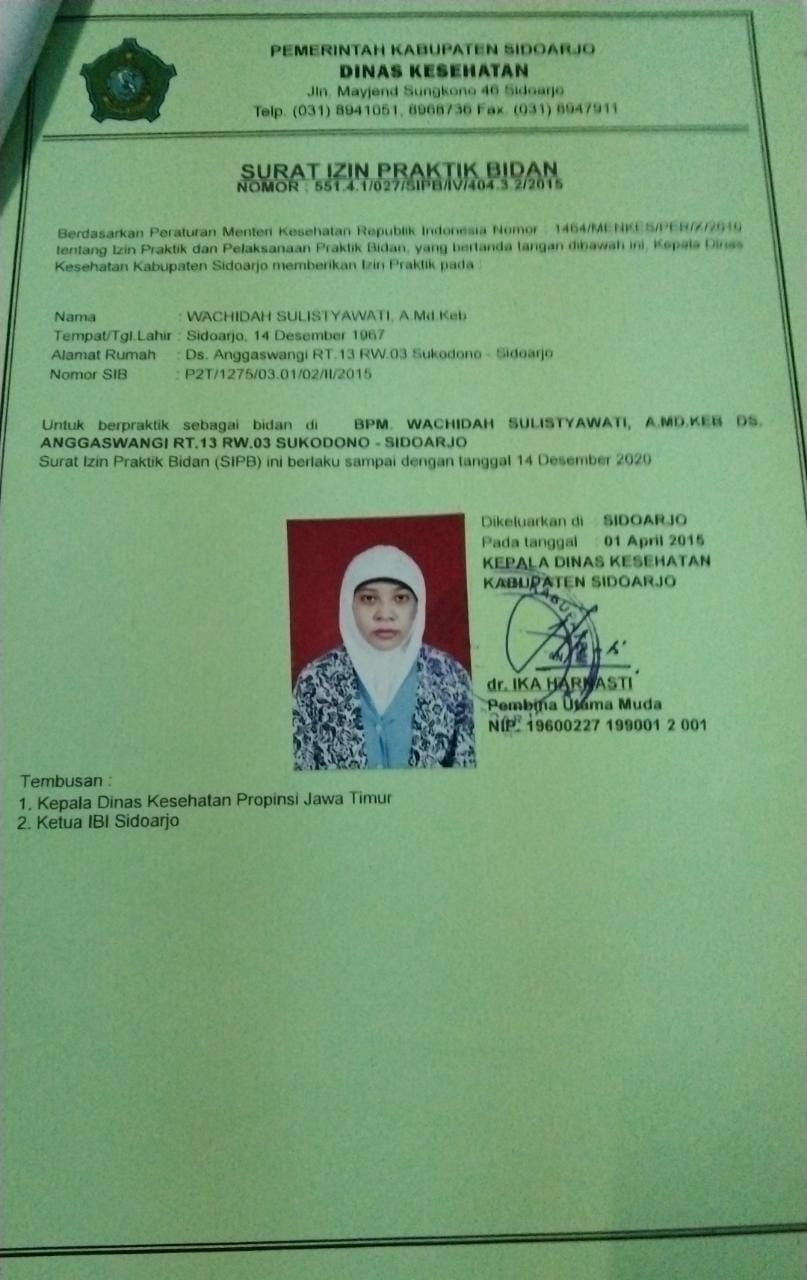 PEMERINTAH KABUPATEN SIDOARJO
DINAS KESEHATAN
Jln. Mayjend Sungkono 46 Sidoarjo
Telp. (031) 8941051, 8968736 Fax. (031) 8947911
SURAT IZIN PRAKTIK BIDAN
NOMOR : 551.4.1/027/SIPB/IV/404.3.2/2015
Berdasarkan Peraturan Menteri Kesehatan Republik Indonesia Nomor : 1464/MENKES/PER/X/2010
tentang Izin Praktik dan Pelaksanaan Praktik Bidan, yang bertanda tangan dibawah ini, Kepala Dinas
Kesehatan Kabupaten Sidoarjo memberikan Izin Praktik pada :
Nama : WACHIDAH SULISTYAWATI, A.Md.Keb
Tempat/Tgl.Lahir : Sidoarjo, 14 Desember 1967
Alamat Rumah : Ds. Anggaswangi RT.13 RW.03 Sukodono - Sidoarjo
Nomor SIB : P2T/1275/03.01/02/II/2015
Untuk berpraktik sebagai bidan di BPM. WACHIDAH SULISTYAWATI, A.MD.KEB DS.
ANGGASWANGI RT.13 RW.03 SUKODONO - SIDOARJO
Surat Izin Praktik Bidan (SIPB) ini berlaku sampai dengan tanggal 14 Desember 2020
Dikeluarkan di : SIDOARJO
Pada tanggal : 01 April 2015
KEPALA DINAS KESEHATAN
KABUPATEN SIDOARJO
dr. IKA HARNASTI
Pembina Utama Muda
NIP. 19600227 199001 2 001
Tembusan :
1. Kepala Dinas Kesehatan Propinsi Jawa Timur
2. Ketua IBI Sidoarjo